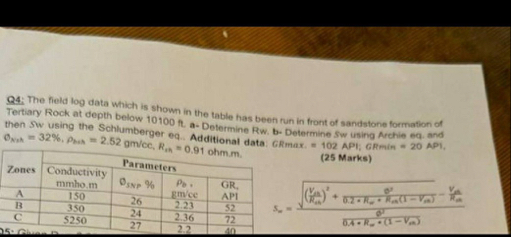 Q4: The field log data which is shown in the table has been run in front of sandstone formation of
Tertiary Rock at depth below 10100 ft. a- Determine Rw. b- Determine Sw using Archie eq. and
then Sw using the Schlumberger eq.. Additional data: GRmax. = 102 API; GRmin = 20 API,
ØNsh = 32%, ρbsh = 2.52 gm/cc, Rsh = 0.91 ohm.m. (25 Marks)
Parameters
Zones Conductivity mmho.m ØSNP % ρb, gm/cc GR, API
A 150 26 2.23 52
B 350 24 2.36 72
C 5250 27 2.2 40
Q5: